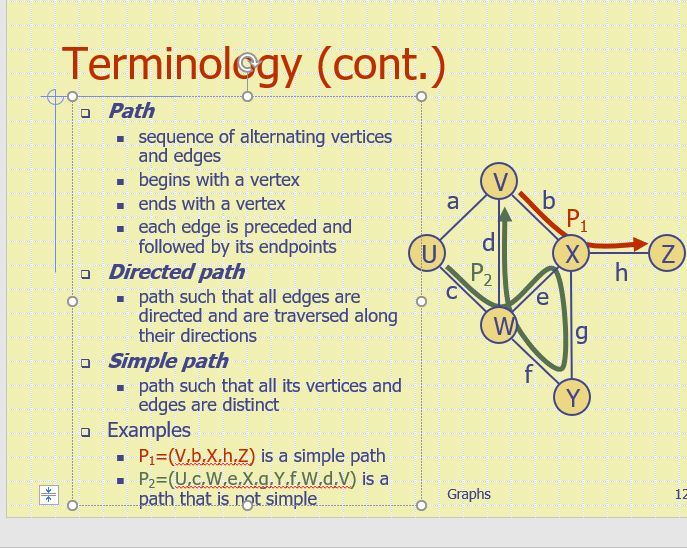 Terminology (cont.)
Path
sequence of alternating vertices
and edges
begins with a vertex
ends with a vertex
each edge is preceded and
followed by its endpoints
Directed path
path such that all edges are
directed and are traversed along
their directions
Simple path
path such that all its vertices and
edges are distinct
Examples
P1=(V,b,X,h,Z) is a simple path
P2=(U,c,W,e,X,g,Y,f,W,d,V) is a
path that is not simple
V
a
b
P1
U
d
X
Z
P2
h
c
e
W
g
f
Y
Graphs
12